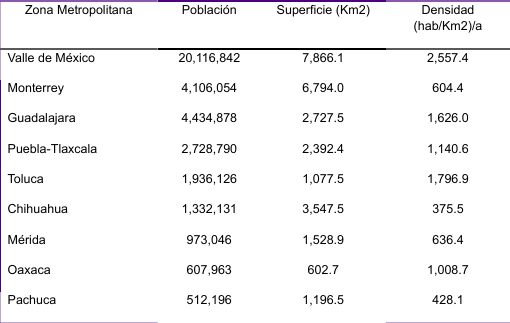 Zona Metropolitana Población Superficie (Km2) Densidad
(hab/Km2)/a
Valle de México 20,116,842 7,866.1 2,557.4
Monterrey 4,106,054 6,794.0 604.4
Guadalajara 4,434,878 2,727.5 1,626.0
Puebla-Tlaxcala 2,728,790 2,392.4 1,140.6
Toluca 1,936,126 1,077.5 1,796.9
Chihuahua 1,332,131 3,547.5 375.5
Mérida 973,046 1,528.9 636.4
Oaxaca 607,963 602.7 1,008.7
Pachuca 512,196 1,196.5 428.1